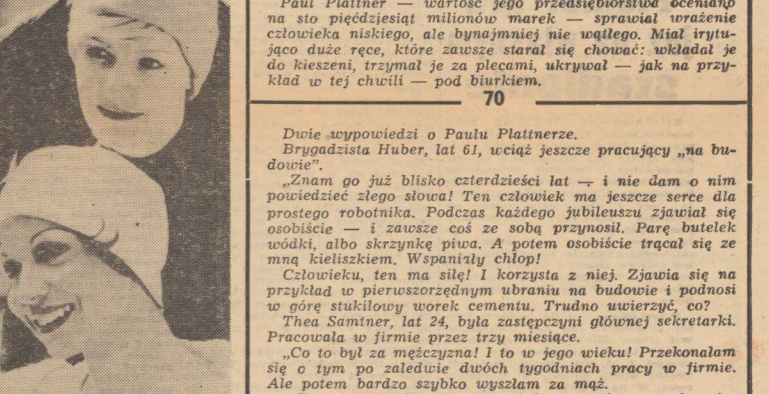 Paul Plattner — wartość jego przedsiębiorstwa oceniano
na sto pięćdziesiąt milionów marek — sprawiał wrażenie
człowieka niskiego, ale bynajmniej nie wątłego. Miał irytu-
jąco duże ręce, które zawsze starał się chować: wkładał je
do kieszeni, trzymał je za plecami, ukrywał — jak na przy-
kład w tej chwili — pod biurkiem.
70
Dwie wypowiedzi o Paulu Plattnerze.
Brygadzista Huber, lat 61, wciąż jeszcze pracujący „na bu-
dowie”.
„Znam go już blisko czterdzieści lat — i nie dam o nim
powiedzieć złego słowa! Ten człowiek ma jeszcze serce dla
prostego robotnika. Podczas każdego jubileuszu zjawiał się
osobiście — i zawsze coś ze sobą przynosił. Parę butelek
wódki, albo skrzynkę piwa. A potem osobiście trącał się ze
mną kieliszkiem. Wspaniały chłop!
Człowieku, ten ma siłę! I korzysta z niej. Zjawia się na
przykład w pierwszorzędnym ubraniu na budowie i podnosi
w górę stukilowy worek cementu. Trudno uwierzyć, co?
Thea Samtner, lat 24, była zastępczyni głównej sekretarki.
Pracowała w firmie przez trzy miesiące.
„Co to był za mężczyzna! I to w jego wieku! Przekonałam
się o tym po zaledwie dwóch tygodniach pracy w firmie.
Ale potem bardzo szybko wyszłam za mąż.